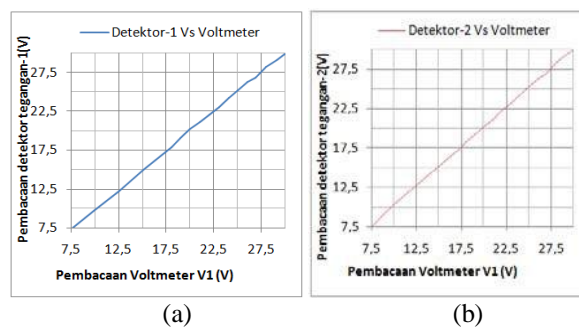 Detektor-1 Vs Voltmeter
Pembacaan detektor tegangan-1(V)
27,5
22,5
17,5
12,5
7,5
7,5 12,5 17,5 22,5 27,5
Pembacaan Voltmeter V1 (V)
(a)
Detektor-2 Vs Voltmeter
Pembacaan detektor tegangan-2(V)
27,5
22,5
17,5
12,5
7,5
7,5 12,5 17,5 22,5 27,5
Pembacaan Voltmeter V1 (V)
(b)